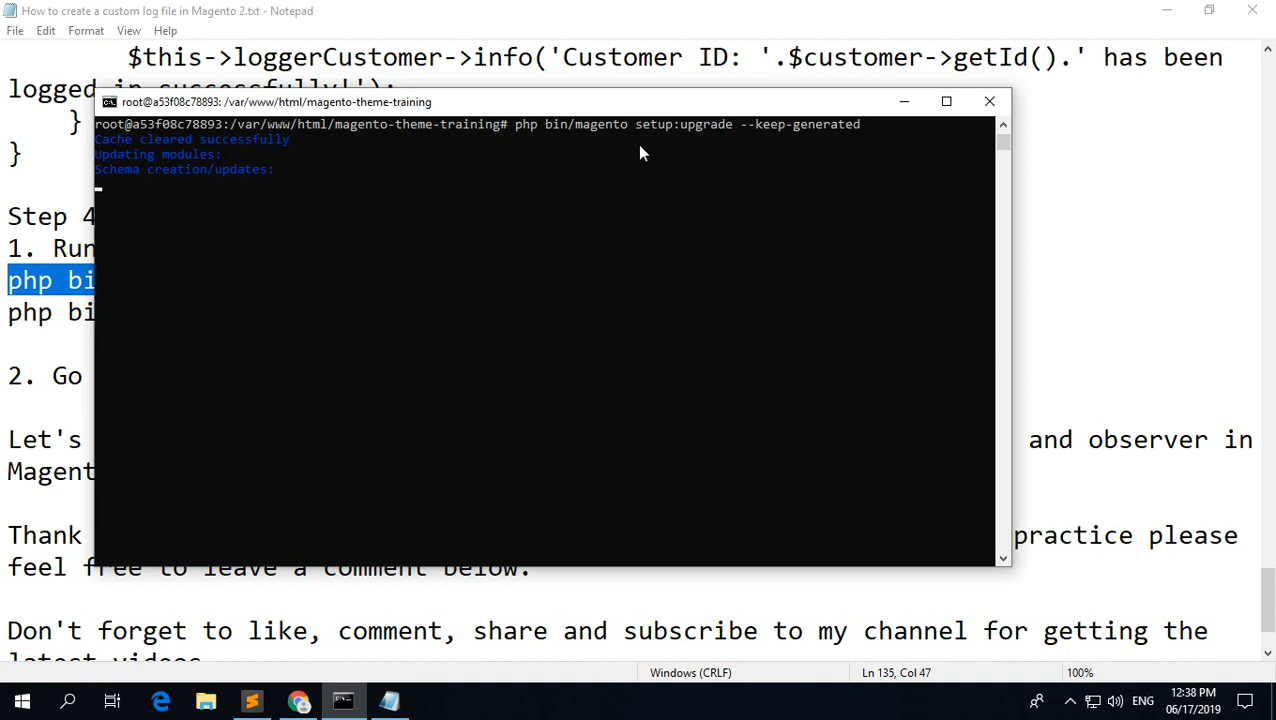 How to create a custom log file in Magento 2.txt - Notepad
File Edit Format View Help
$this->loggerCustomer->info('Customer ID: '.$customer->getId().' has been
logged in successfully!');
root@a53f08c78893: /var/www/html/magento-theme-training
}
root@a53f08c78893:/var/www/html/magento-theme-training# php bin/magento setup:upgrade --keep-generated
Cache cleared successfully
}
Updating modules:
Schema creation/updates:
Step 4
1. Run
php bi
php bi
2. Go
Let's and observer in
Magent
Thank practice please
feel free to leave a comment below.
Don't forget to like, comment, share and subscribe to my channel for getting the
latest videos
Windows (CRLF) Ln 135, Col 47 100%
ENG
12:38 PM
06/17/2019